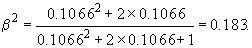 β² = (0.1066² + 2×0.1066) / (0.1066² + 2×0.1066+1) = 0.183